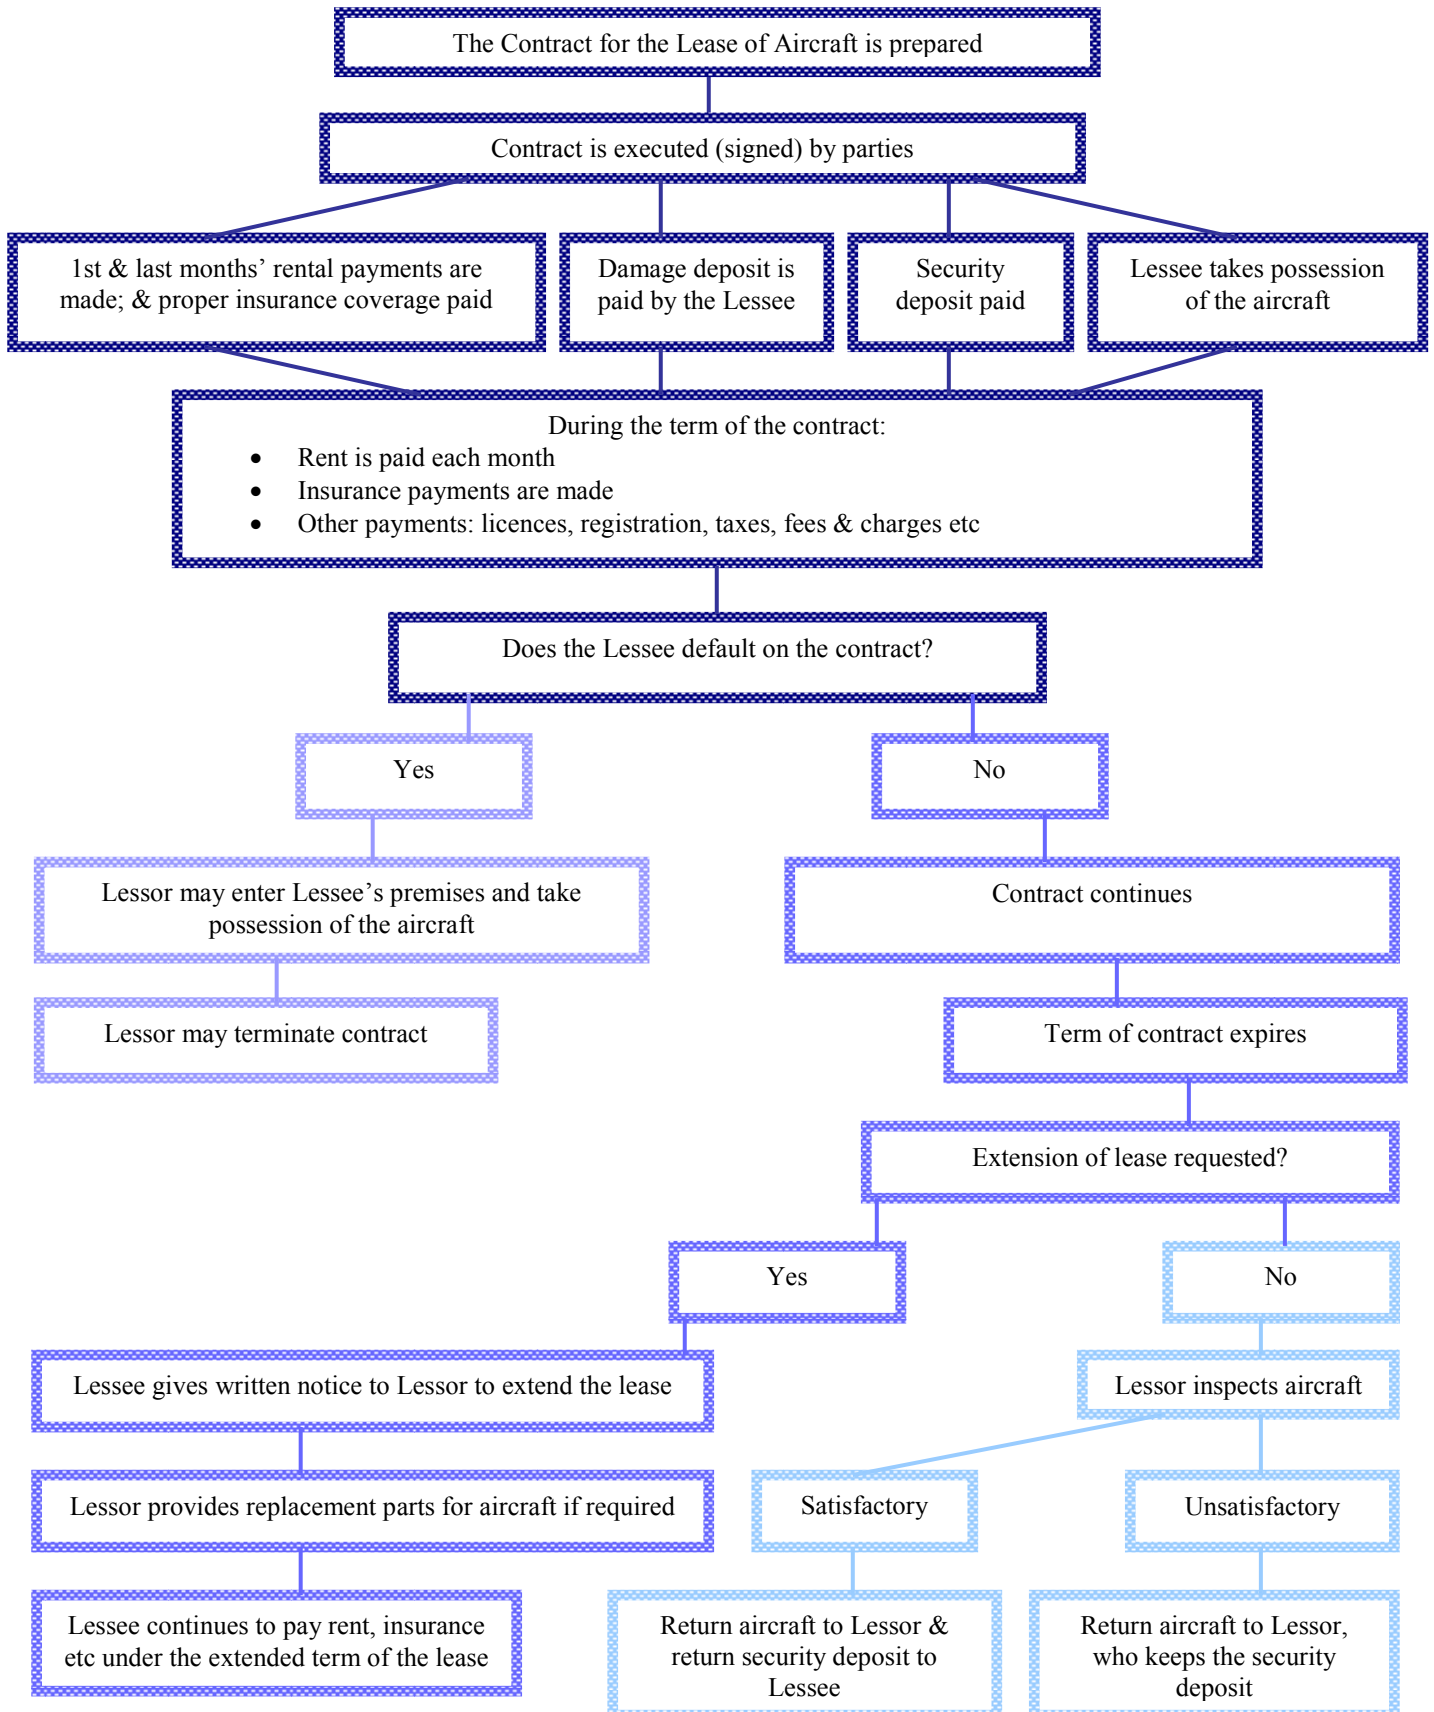 The Contract for the Lease of Aircraft is prepared
Contract is executed (signed) by parties
1st & last months’ rental payments are
made; & proper insurance coverage paid
Damage deposit is
paid by the Lessee
Security
deposit paid
Lessee takes possession
of the aircraft
During the term of the contract:
• Rent is paid each month
• Insurance payments are made
• Other payments: licences, registration, taxes, fees & charges etc
Does the Lessee default on the contract?
Yes
No
Lessor may enter Lessee’s premises and take
possession of the aircraft
Contract continues
Lessor may terminate contract
Term of contract expires
Extension of lease requested?
Yes
No
Lessee gives written notice to Lessor to extend the lease
Lessor inspects aircraft
Lessor provides replacement parts for aircraft if required
Satisfactory
Unsatisfactory
Lessee continues to pay rent, insurance
etc under the extended term of the lease
Return aircraft to Lessor &
return security deposit to
Lessee
Return aircraft to Lessor,
who keeps the security
deposit